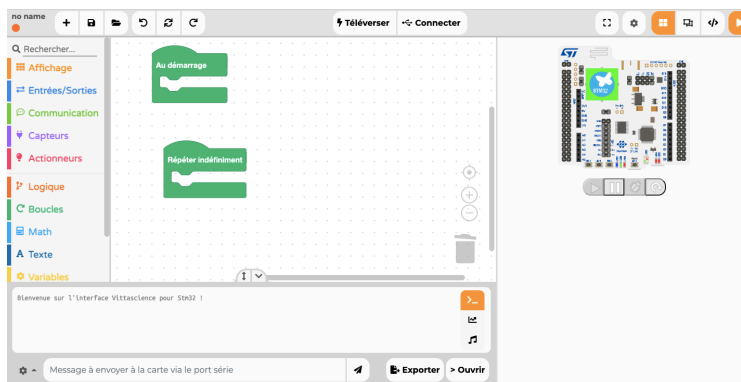 no name
Téléverser
Connecter
Rechercher...
Affichage
Entrées/Sorties
Communication
Capteurs
Actionneurs
Logique
Boucles
Math
Texte
Variables
Au démarrage
Répéter indéfiniment
STM32
Bienvenue sur l'interface Vittascience pour Stm32 !
Message à envoyer à la carte via le port série
Exporter
> Ouvrir